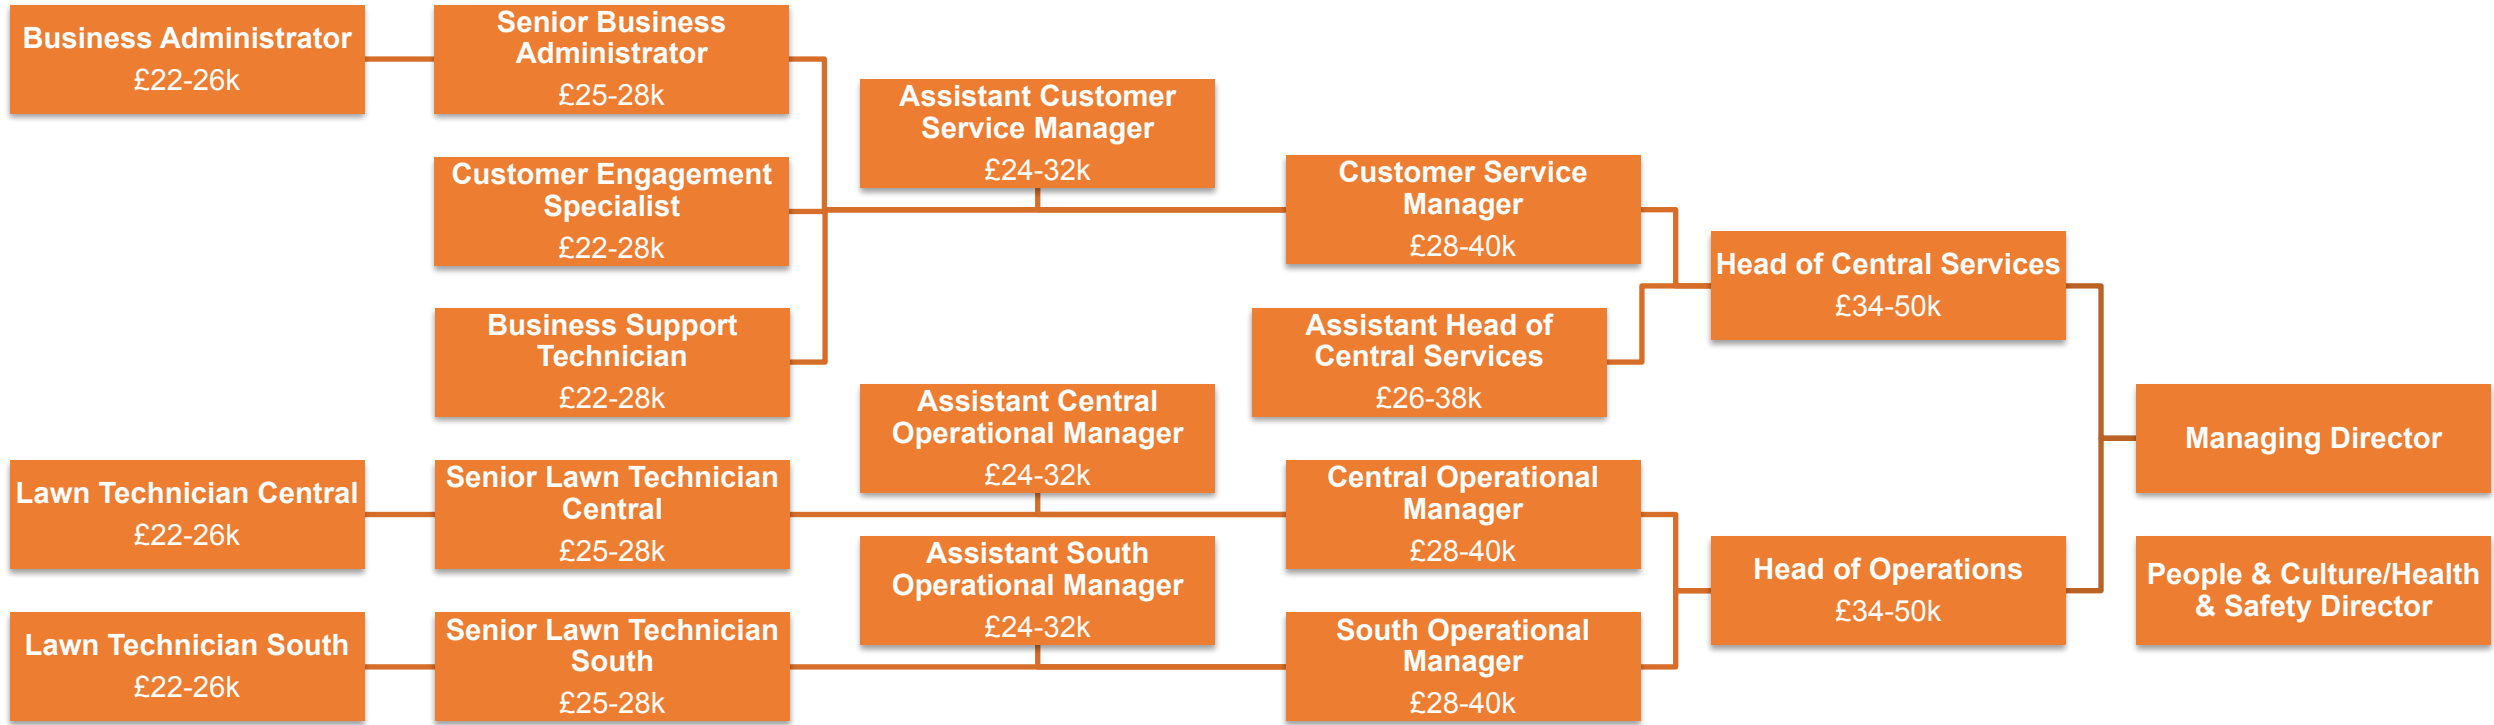 Business Administrator
£22-26k
Senior Business
Administrator
£25-28k
Assistant Customer
Service Manager
£24-32k
Customer Engagement
Specialist
£22-28k
Customer Service
Manager
£28-40k
Head of Central Services
£34-50k
Business Support
Technician
£22-28k
Assistant Head of
Central Services
£26-38k
Assistant Central
Operational Manager
£24-32k
Managing Director
Lawn Technician Central
£22-26k
Senior Lawn Technician
Central
£25-28k
Central Operational
Manager
£28-40k
Assistant South
Operational Manager
£24-32k
Head of Operations
£34-50k
People & Culture/Health
& Safety Director
Lawn Technician South
£22-26k
Senior Lawn Technician
South
£25-28k
South Operational
Manager
£28-40k